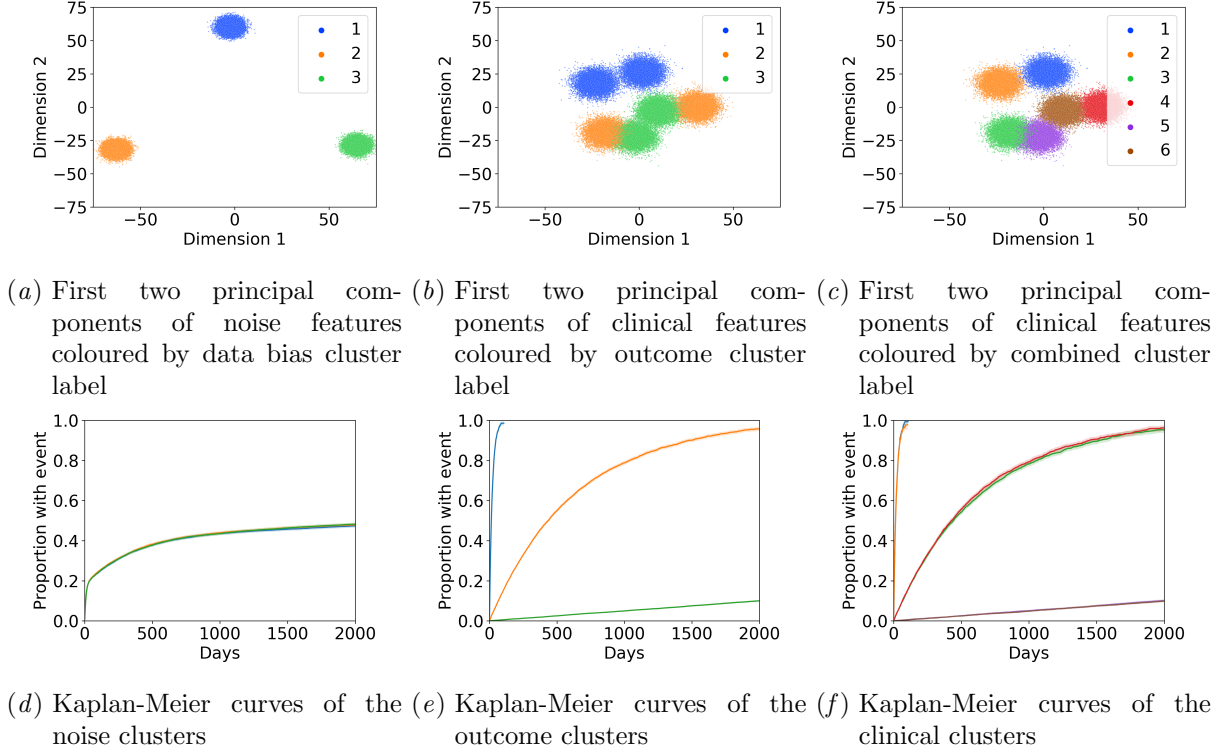 75
50
25
0
−25
−50
−75
Dimension 2
−50
0
50
Dimension 1
1
2
3
75
50
25
0
−25
−50
−75
Dimension 2
−50
0
50
Dimension 1
1
2
3
75
50
25
0
−25
−50
−75
Dimension 2
−50
0
50
Dimension 1
1
2
3
4
5
6
(a) First two principal com-
ponents of noise features
coloured by data bias cluster
label
(b) First two principal com-
ponents of clinical features
coloured by outcome cluster
label
(c) First two principal com-
ponents of clinical features
coloured by combined cluster
label
1.0
0.8
0.6
0.4
0.2
0.0
Proportion with event
0
500
1000
1500
2000
Days
1.0
0.8
0.6
0.4
0.2
0.0
Proportion with event
0
500
1000
1500
2000
Days
1.0
0.8
0.6
0.4
0.2
0.0
Proportion with event
0
500
1000
1500
2000
Days
(d) Kaplan-Meier curves of the
noise clusters
(e) Kaplan-Meier curves of the
outcome clusters
(f) Kaplan-Meier curves of the
clinical clusters